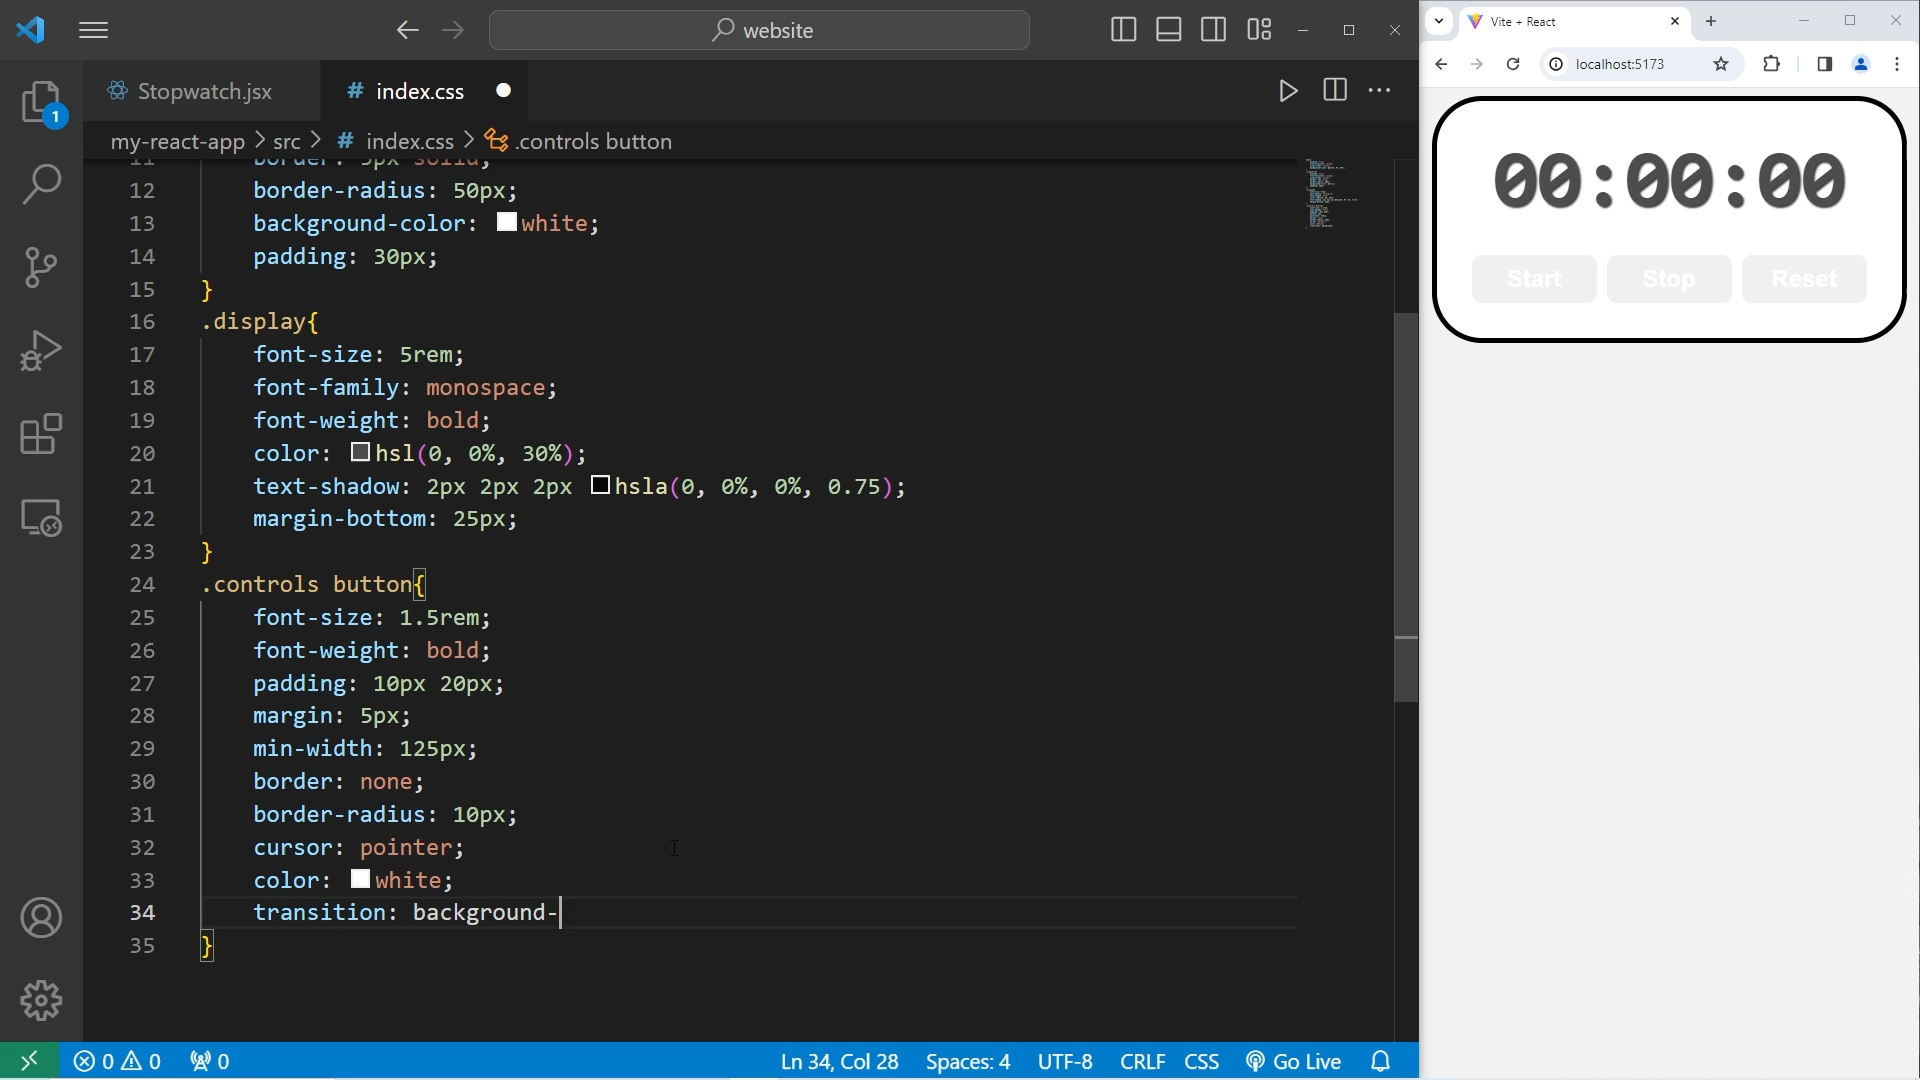 website
Vite + React
Stopwatch.jsx
# index.css
localhost:5173
my-react-app > src > # index.css > .controls button
12 border-radius: 50px;
13 background-color: white;
14 padding: 30px;
15 }
16 .display{
17 font-size: 5rem;
18 font-family: monospace;
19 font-weight: bold;
20 color: hsl(0, 0%, 30%);
21 text-shadow: 2px 2px 2px hsla(0, 0%, 0%, 0.75);
22 margin-bottom: 25px;
23 }
24 .controls button{
25 font-size: 1.5rem;
26 font-weight: bold;
27 padding: 10px 20px;
28 margin: 5px;
29 min-width: 125px;
30 border: none;
31 border-radius: 10px;
32 cursor: pointer;
33 color: white;
34 transition: background-
35 }
1
00:00:00
Start Stop Reset
0 0 0
Ln 34, Col 28 Spaces: 4 UTF-8 CRLF CSS Go Live